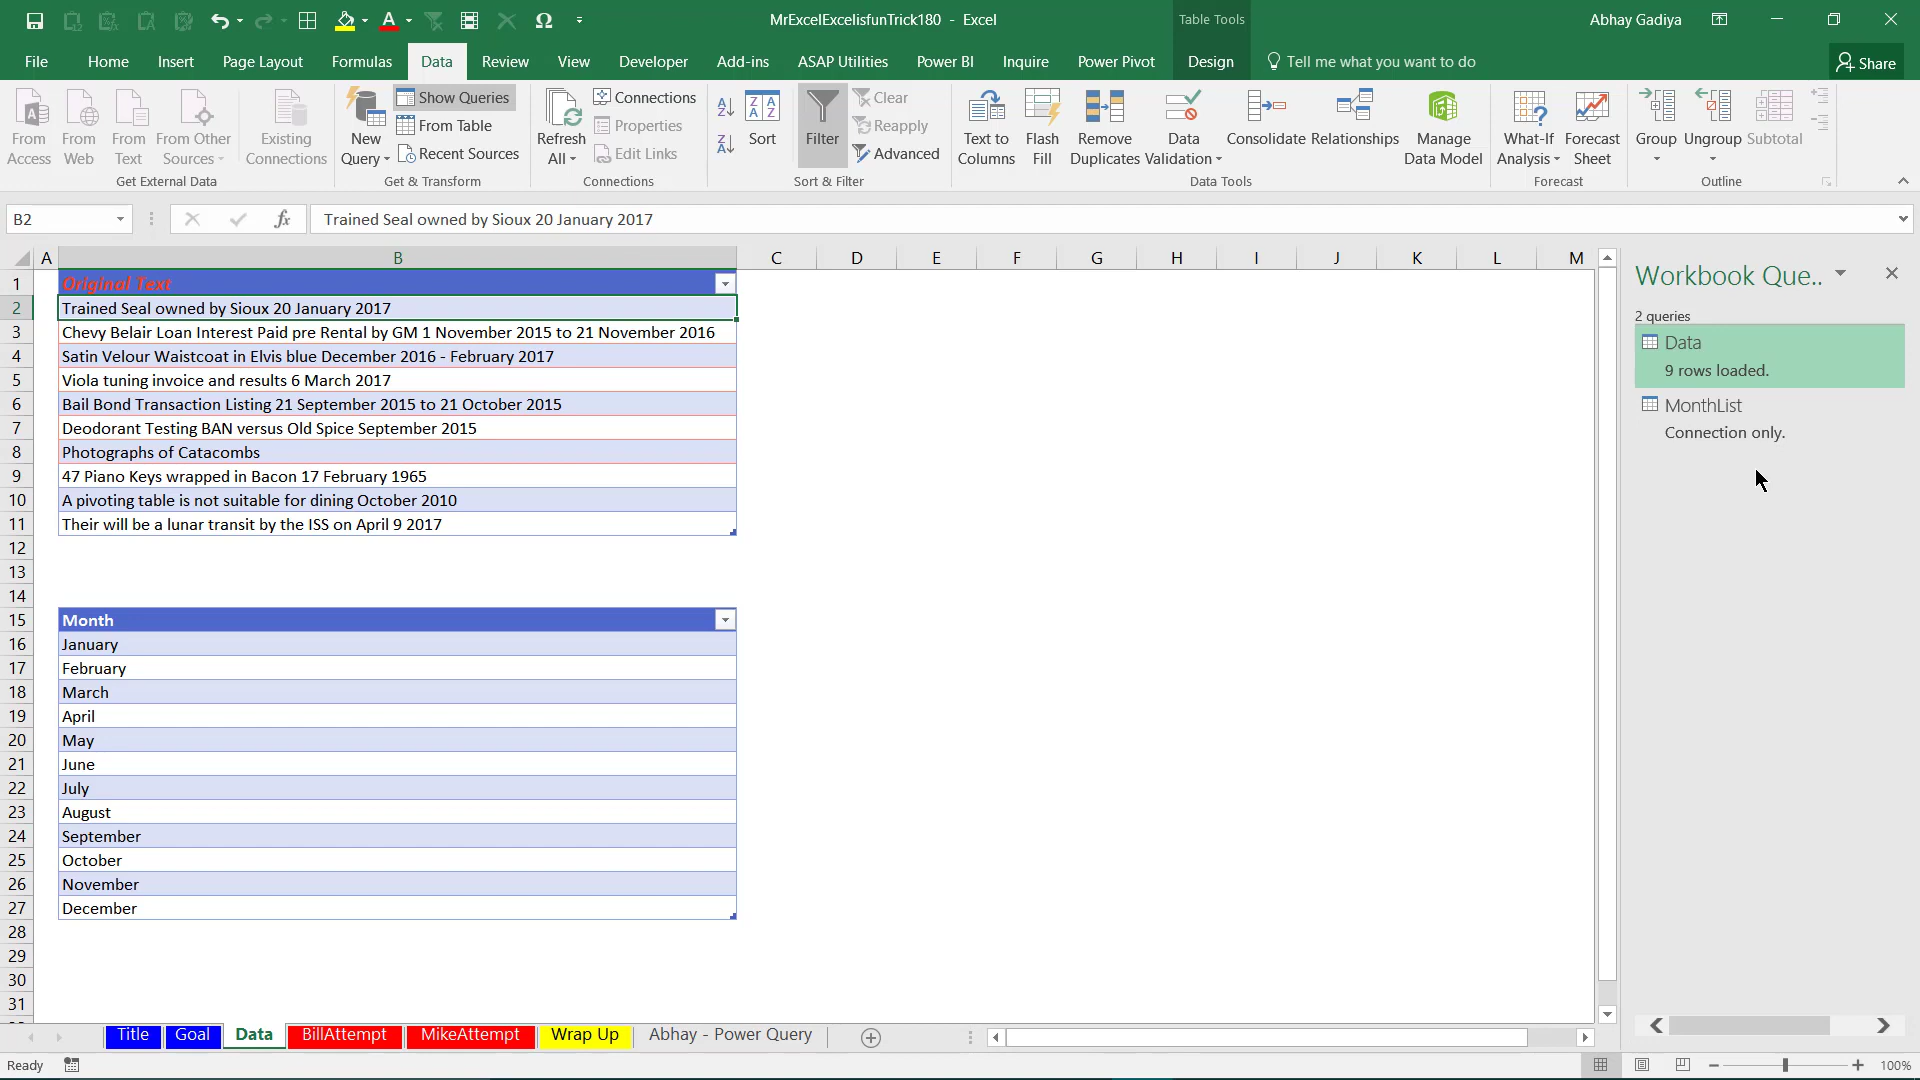 MrExcelExcelisfunTrick180 - Excel
Table Tools
Abhay Gadiya
File Home Insert Page Layout Formulas Data Review View Developer Add-ins ASAP Utilities Power BI Inquire Power Pivot Design Tell me what you want to do Share
From Access
From Web
From Text
From Other Sources
Existing Connections
Get External Data
New Query
Show Queries
From Table
Recent Sources
Get & Transform
Refresh All
Connections
Properties
Edit Links
Connections
Sort
Filter
Clear
Reapply
Advanced
Sort & Filter
Text to Columns
Flash Fill
Remove Duplicates
Data Validation
Consolidate
Relationships
Manage Data Model
Data Tools
What-If Analysis
Forecast Sheet
Forecast
Group
Ungroup
Subtotal
Outline
B2
fx
Trained Seal owned by Sioux 20 January 2017
A B C D E F G H I J K L M
1 Original Text
2 Trained Seal owned by Sioux 20 January 2017
3 Chevy Belair Loan Interest Paid pre Rental by GM 1 November 2015 to 21 November 2016
4 Satin Velour Waistcoat in Elvis blue December 2016 - February 2017
5 Viola tuning invoice and results 6 March 2017
6 Bail Bond Transaction Listing 21 September 2015 to 21 October 2015
7 Deodorant Testing BAN versus Old Spice September 2015
8 Photographs of Catacombs
9 47 Piano Keys wrapped in Bacon 17 February 1965
10 A pivoting table is not suitable for dining October 2010
11 Their will be a lunar transit by the ISS on April 9 2017
12
13
14
15 Month
16 January
17 February
18 March
19 April
20 May
21 June
22 July
23 August
24 September
25 October
26 November
27 December
28
29
30
31
Workbook Que..
2 queries
Data
9 rows loaded.
MonthList
Connection only.
Title Goal Data BillAttempt MikeAttempt Wrap Up Abhay - Power Query
Ready
100%